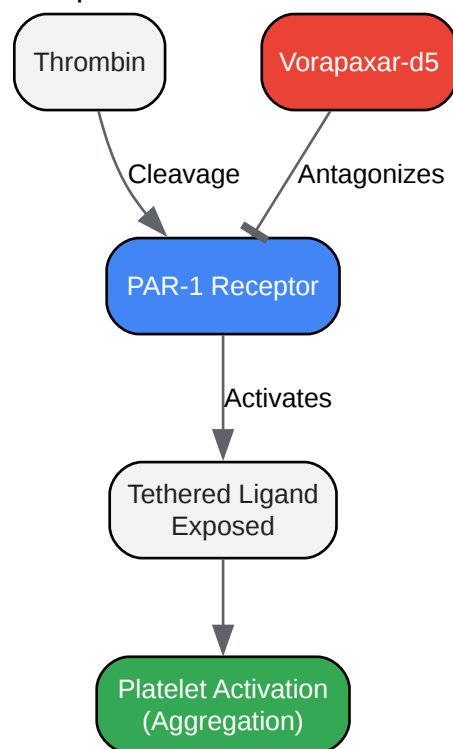 Thrombin
Vorapaxar-d5
Cleavage
Antagonizes
PAR-1 Receptor
Activates
Tethered Ligand
Exposed
Platelet Activation
(Aggregation)